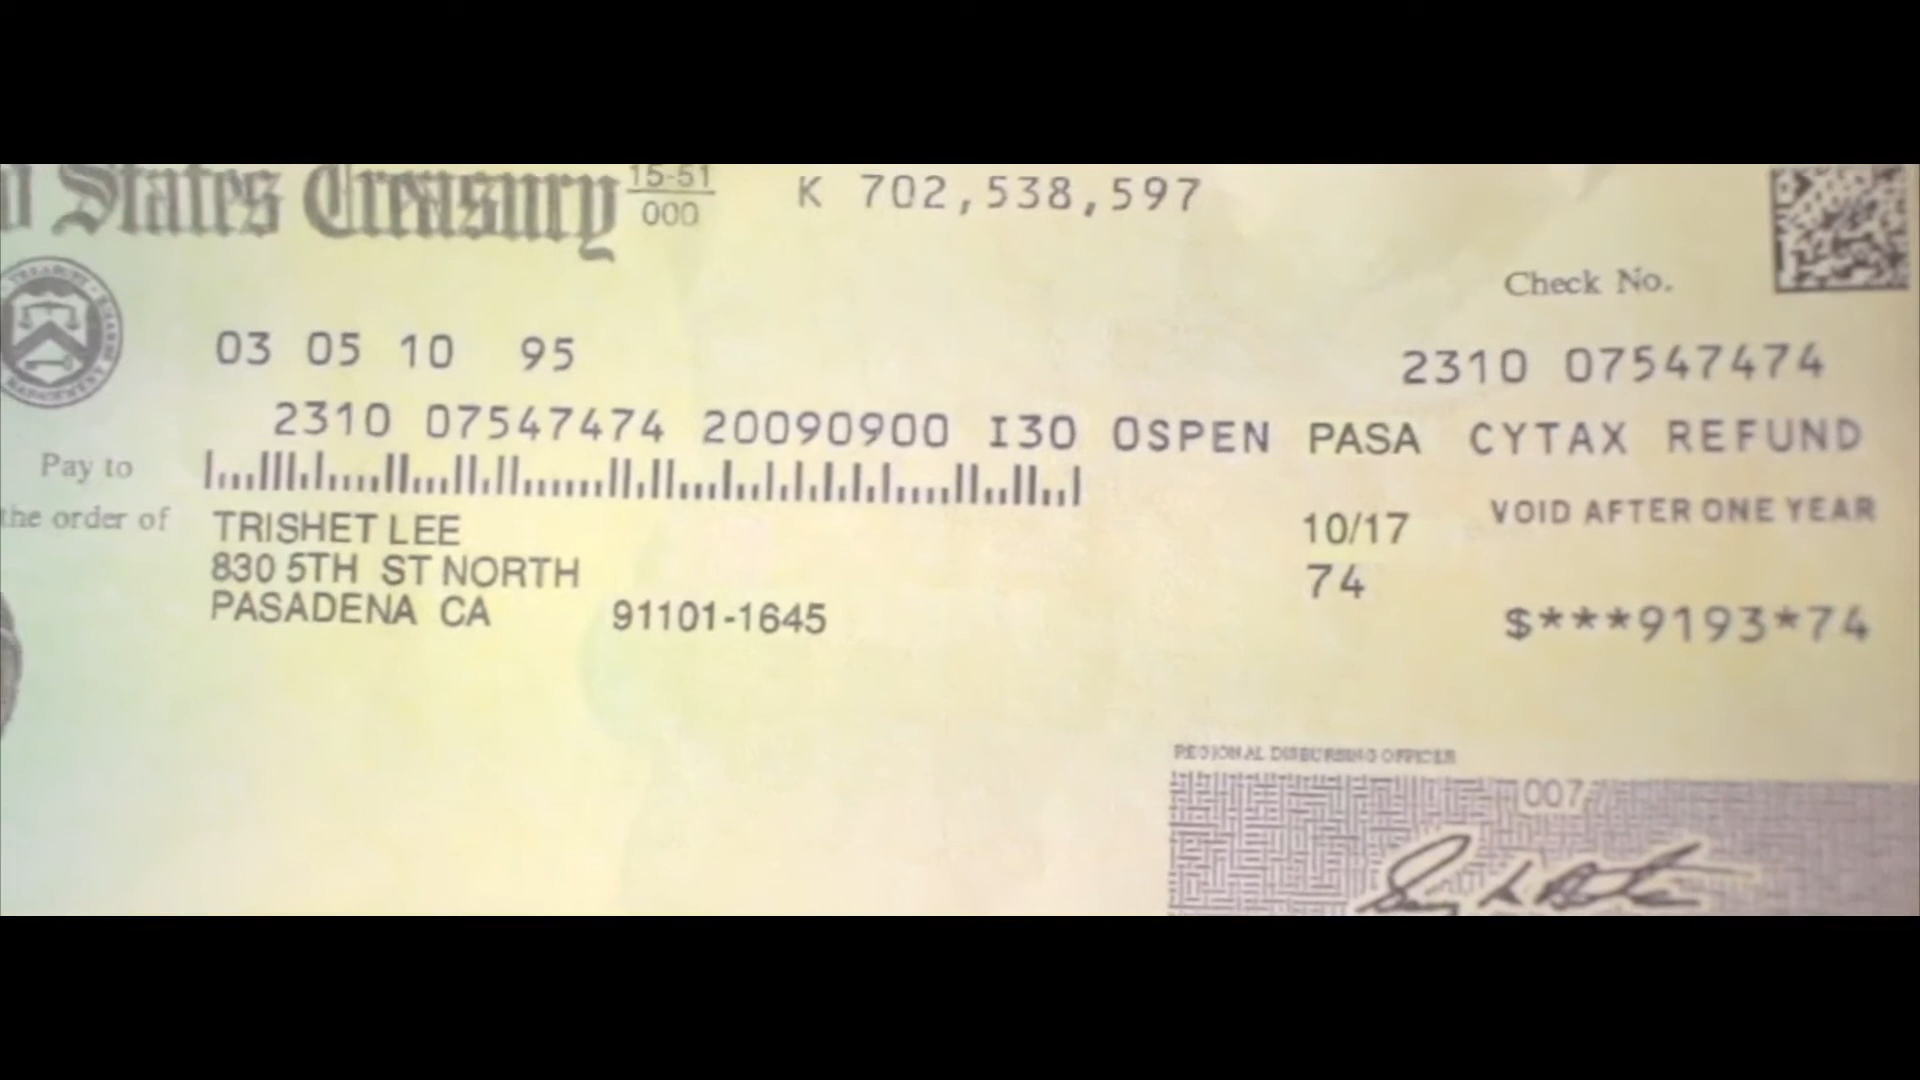 d States Treasury 15-51 K 702,538,597
000
Check No.
03 05 10 95 2310 07547474
2310 07547474 20090900 I30 OSPEN PASA CYTAX REFUND
Pay to
the order of
TRISHET LEE 10/17 VOID AFTER ONE YEAR
830 5TH ST NORTH 74
PASADENA CA 91101-1645 $***9193*74
REGIONAL DISBURSING OFFICER
007